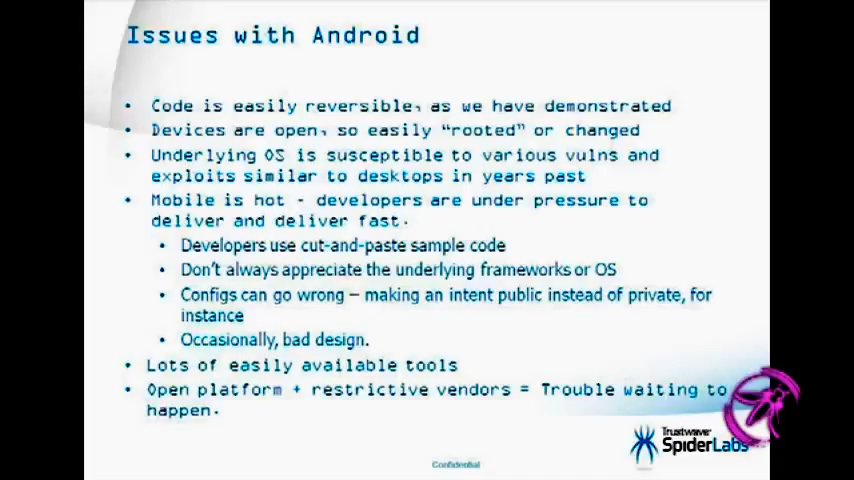 Issues with Android
• Code is easily reversible, as we have demonstrated
• Devices are open, so easily “rooted” or changed
• Underlying OS is susceptible to various vulns and
exploits similar to desktops in years past
• Mobile is hot - developers are under pressure to
deliver and deliver fast.
• Developers use cut-and-paste sample code
• Don’t always appreciate the underlying frameworks or OS
• Configs can go wrong – making an intent public instead of private, for
instance
• Occasionally, bad design.
• Lots of easily available tools
• Open platform + restrictive vendors = Trouble waiting to
happen.
Trustwave®
SpiderLabs
Confidential